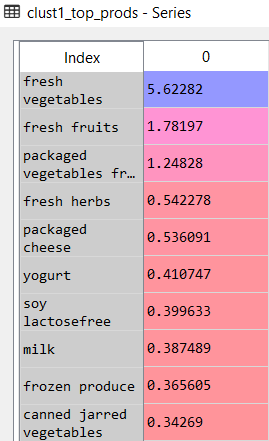 clust1_top_prods - Series
Index 0
fresh
vegetables 5.62282
fresh fruits 1.78197
packaged
vegetables fr… 1.24828
fresh herbs 0.542278
packaged
cheese 0.536091
yogurt 0.410747
soy
lactosefree 0.399633
milk 0.387489
frozen produce 0.365605
canned jarred
vegetables 0.34269